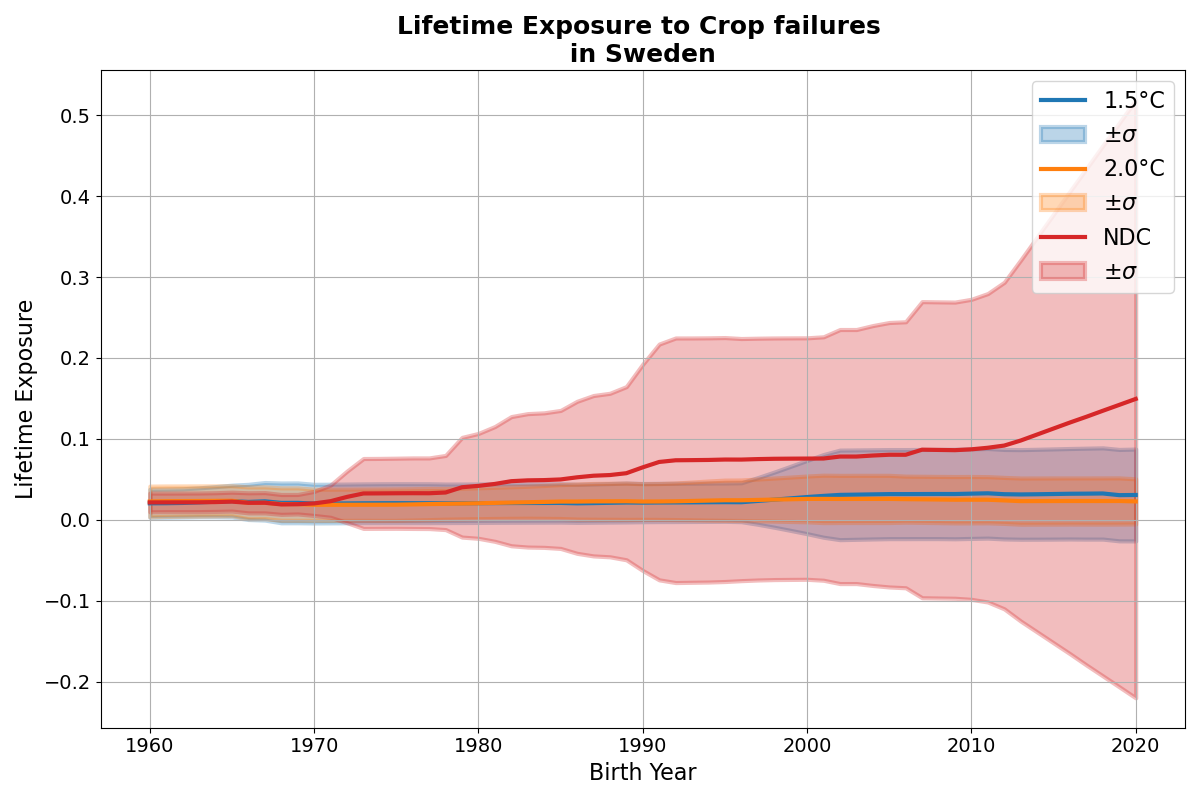 Lifetime Exposure to Crop failures
in Sweden
Lifetime Exposure
0.5
0.4
0.3
0.2
0.1
0.0
−0.1
−0.2
1960
1970
1980
1990
2000
2010
2020
Birth Year
1.5°C
±σ
2.0°C
±σ
NDC
±σ